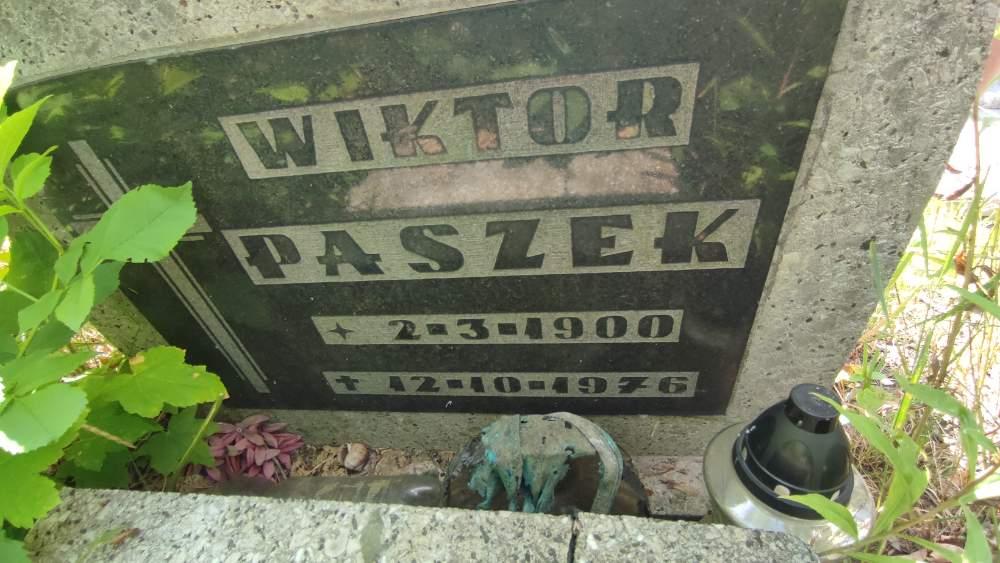 WIKTOR
PASZEK
2-3-1900
✝ 12-10-1976